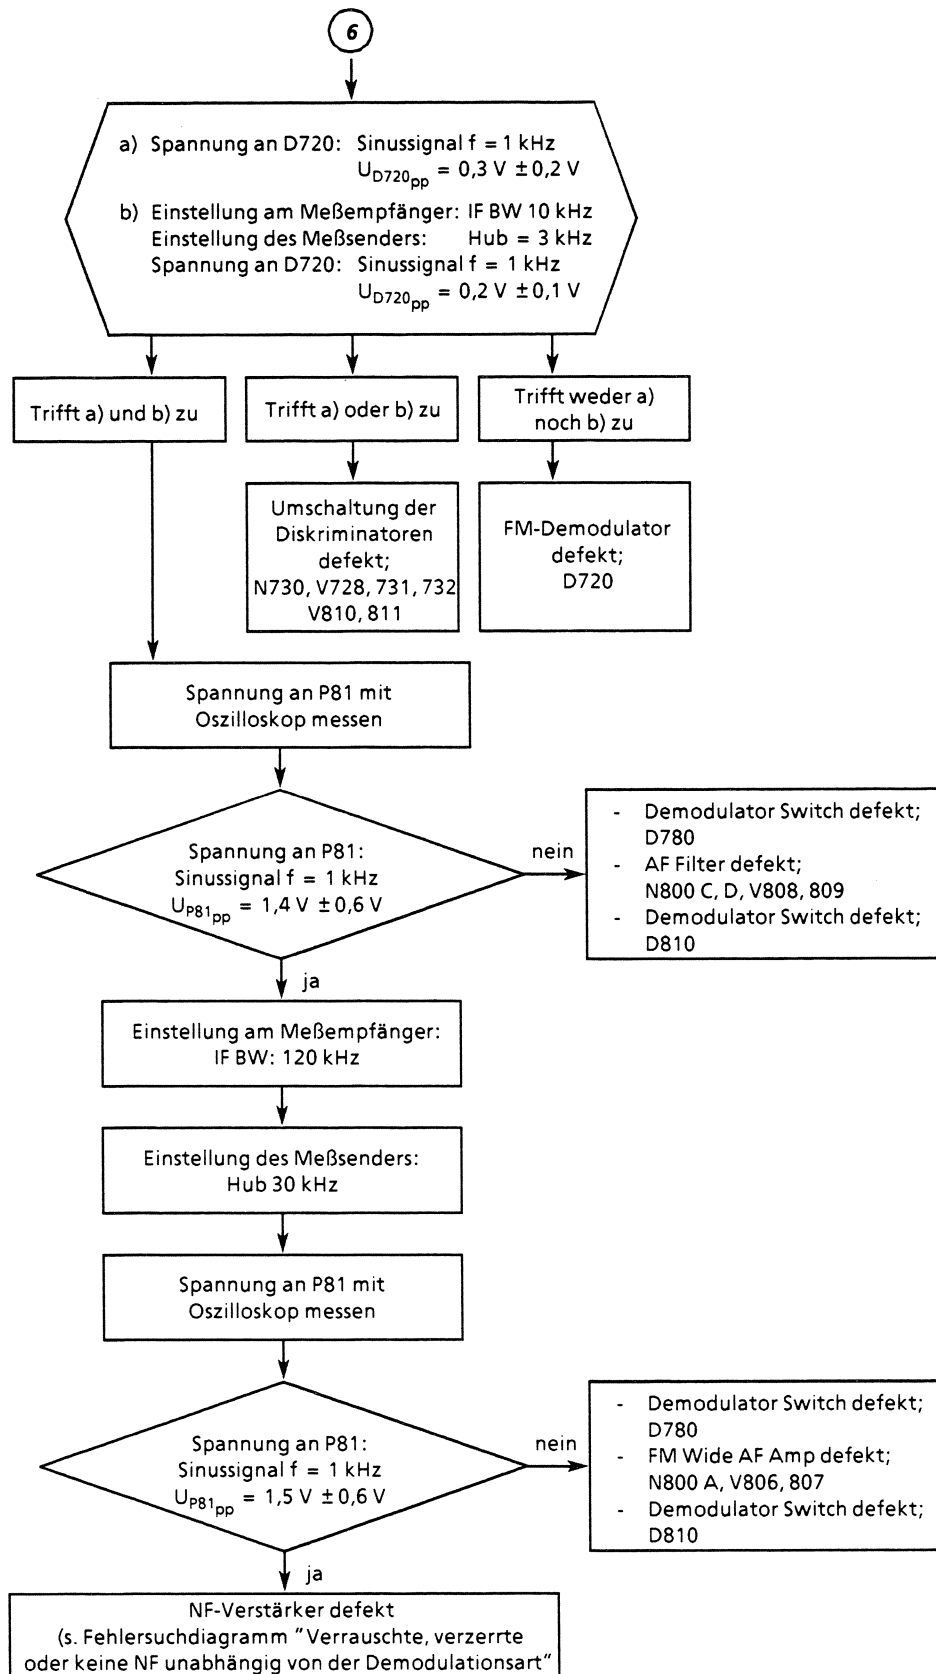 6
a) Spannung an D720: Sinussignal f = 1 kHz
U_D720pp = 0,3 V ±0,2 V
b) Einstellung am Meßempfänger: IF BW 10 kHz
Einstellung des Meßsenders: Hub = 3 kHz
Spannung an D720: Sinussignal f = 1 kHz
U_D720pp = 0,2 V ±0,1 V
Trifft a) und b) zu
Trifft a) oder b) zu
Trifft weder a)
noch b) zu
Umschaltung der
Diskriminatoren
defekt;
N730, V728, 731, 732
V810, 811
FM-Demodulator
defekt;
D720
Spannung an P81 mit
Oszilloskop messen
Spannung an P81:
Sinussignal f = 1 kHz
U_P81pp = 1,4 V ±0,6 V
nein
- Demodulator Switch defekt;
D780
- AF Filter defekt;
N800 C, D, V808, 809
- Demodulator Switch defekt;
D810
ja
Einstellung am Meßempfänger:
IF BW: 120 kHz
Einstellung des Meßsenders:
Hub 30 kHz
Spannung an P81 mit
Oszilloskop messen
Spannung an P81:
Sinussignal f = 1 kHz
U_P81pp = 1,5 V ±0,6 V
nein
- Demodulator Switch defekt;
D780
- FM Wide AF Amp defekt;
N800 A, V806, 807
- Demodulator Switch defekt;
D810
ja
NF-Verstärker defekt
(s. Fehlersuchdiagramm "Verrauschte, verzerrte
oder keine NF unabhängig von der Demodulationsart"